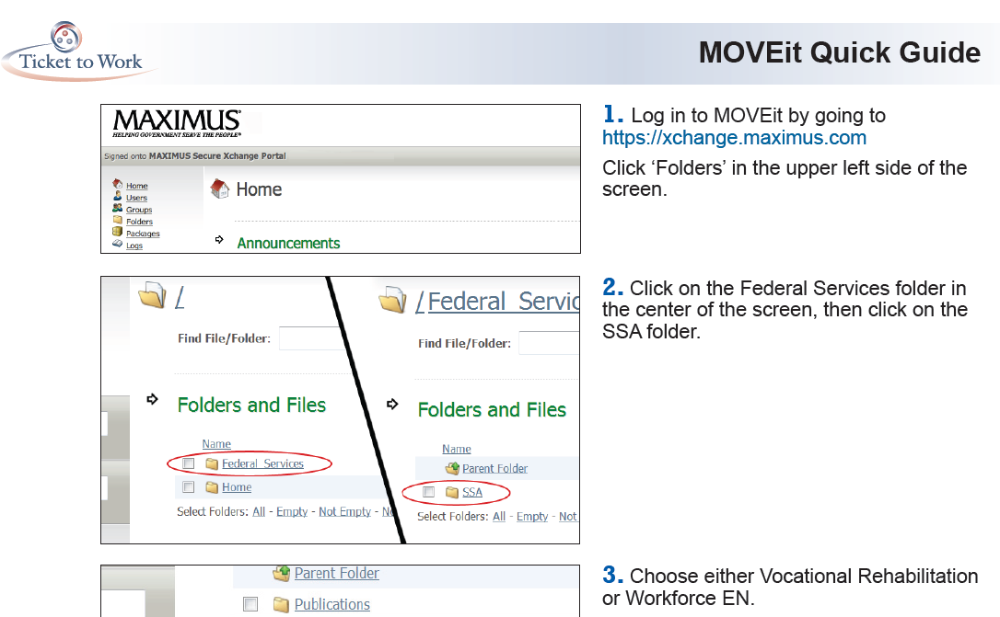 Ticket to Work
MOVEit Quick Guide
MAXIMUS®
HELPING GOVERNMENT SERVE THE PEOPLE®
Signed onto MAXIMUS Secure Xchange Portal
Home
Users
Groups
Folders
Packages
Logs
Home
Announcements
1. Log in to MOVEit by going to
https://xchange.maximus.com
Click ‘Folders’ in the upper left side of the
screen.
/
Find File/Folder:
Folders and Files
Name
Federal_Services
Home
Select Folders: All - Empty - Not Empty - No
/ Federal_Servic
Find File/Folder:
Folders and Files
Name
Parent Folder
SSA
Select Folders: All - Empty - Not
2. Click on the Federal Services folder in
the center of the screen, then click on the
SSA folder.
Parent Folder
Publications
3. Choose either Vocational Rehabilitation
or Workforce EN.